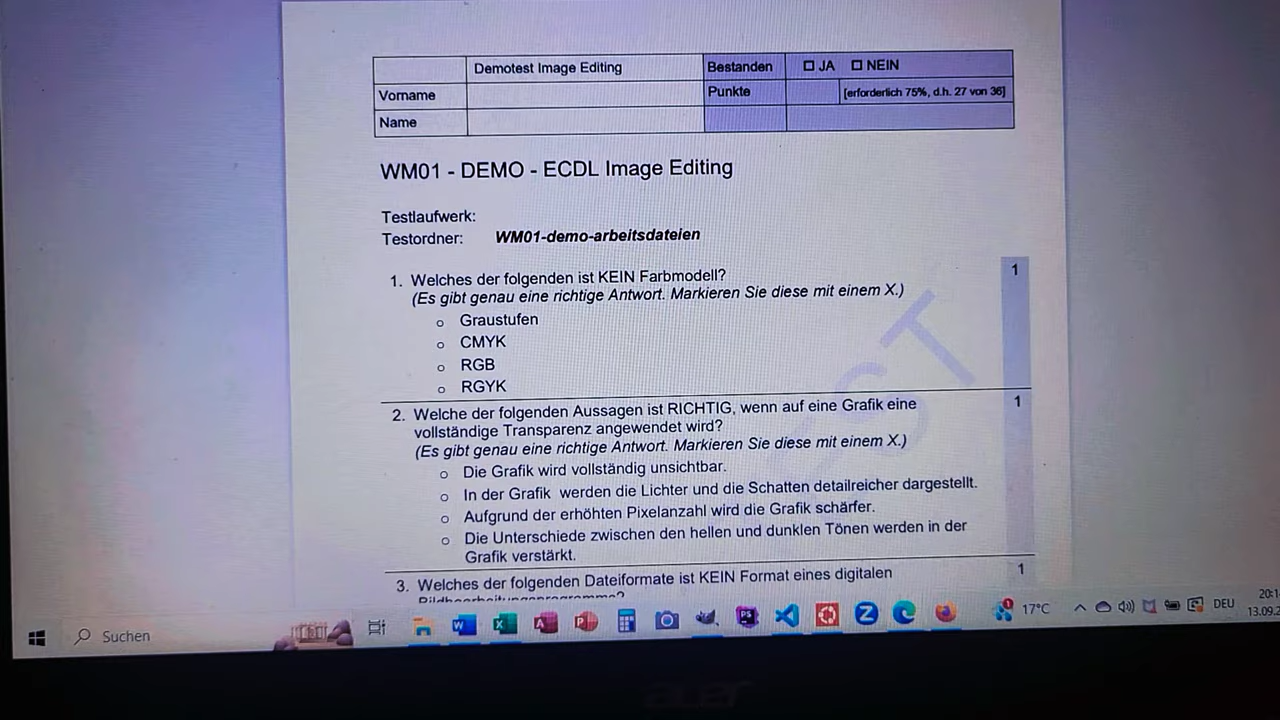 Demotest Image Editing
Bestanden
JA
NEIN
Vorname
Punkte
[erforderlich 75%, d.h. 27 von 36]
Name
WM01 - DEMO - ECDL Image Editing
Testlaufwerk:
Testordner: WM01-demo-arbeitsdateien
1. Welches der folgenden ist KEIN Farbmodell?
1
(Es gibt genau eine richtige Antwort. Markieren Sie diese mit einem X.)
Graustufen
CMYK
RGB
RGYK
2. Welche der folgenden Aussagen ist RICHTIG, wenn auf eine Grafik eine
1
vollständige Transparenz angewendet wird?
(Es gibt genau eine richtige Antwort. Markieren Sie diese mit einem X.)
Die Grafik wird vollständig unsichtbar.
In der Grafik werden die Lichter und die Schatten detailreicher dargestellt.
Aufgrund der erhöhten Pixelanzahl wird die Grafik schärfer.
Die Unterschiede zwischen den hellen und dunklen Tönen werden in der
Grafik verstärkt.
3. Welches der folgenden Dateiformate ist KEIN Format eines digitalen
1
Bildbearbeitungsprogramms?
Suchen
17°C
DEU
acer